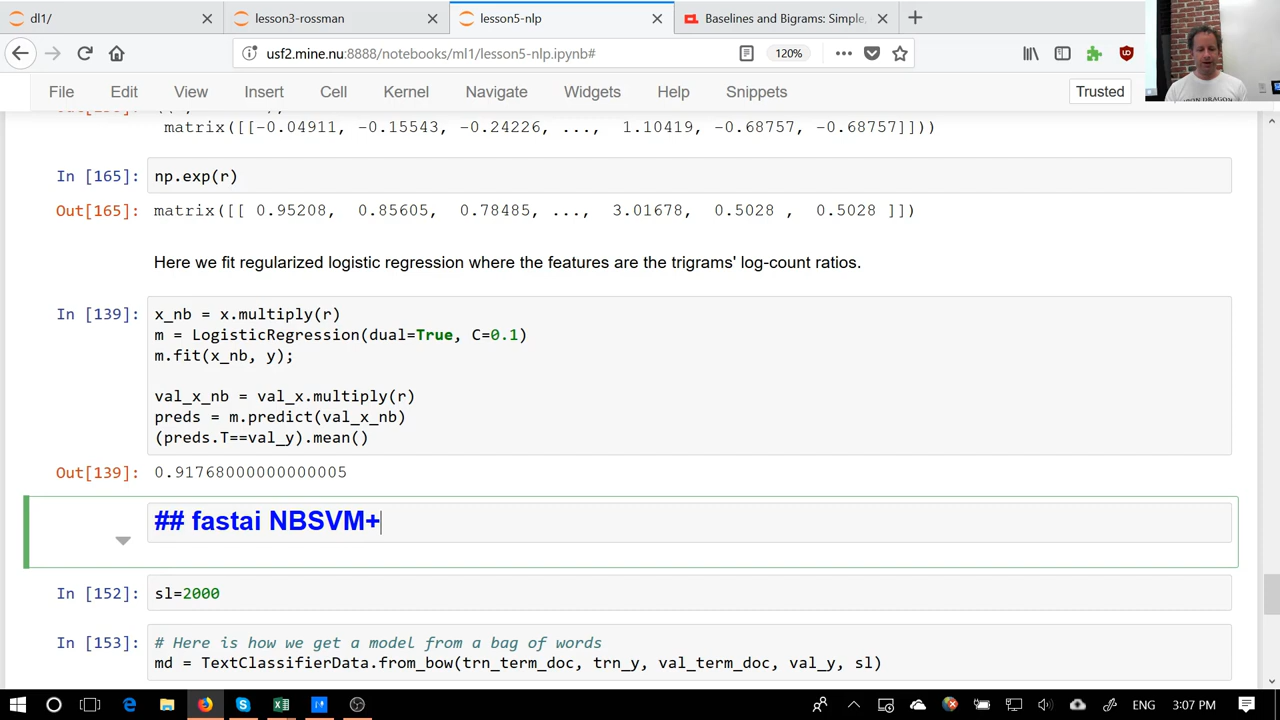 dl1/
lesson3-rossman
lesson5-nlp
Baselines and Bigrams: Simple,
usf2.mine.nu:8888/notebooks/ml1/lesson5-nlp.ipynb#
120%
File Edit View Insert Cell Kernel Navigate Widgets Help Snippets Trusted
matrix([[-0.04911, -0.15543, -0.24226, ..., 1.10419, -0.68757, -0.68757]]))
In [165]: np.exp(r)
Out[165]: matrix([[ 0.95208, 0.85605, 0.78485, ..., 3.01678, 0.5028 , 0.5028 ]])
Here we fit regularized logistic regression where the features are the trigrams' log-count ratios.
In [139]: x_nb = x.multiply(r)
m = LogisticRegression(dual=True, C=0.1)
m.fit(x_nb, y);
val_x_nb = val_x.multiply(r)
preds = m.predict(val_x_nb)
(preds.T==val_y).mean()
Out[139]: 0.91768000000000005
## fastai NBSVM+
In [152]: sl=2000
In [153]: # Here is how we get a model from a bag of words
md = TextClassifierData.from_bow(trn_term_doc, trn_y, val_term_doc, val_y, sl)
ENG 3:07 PM